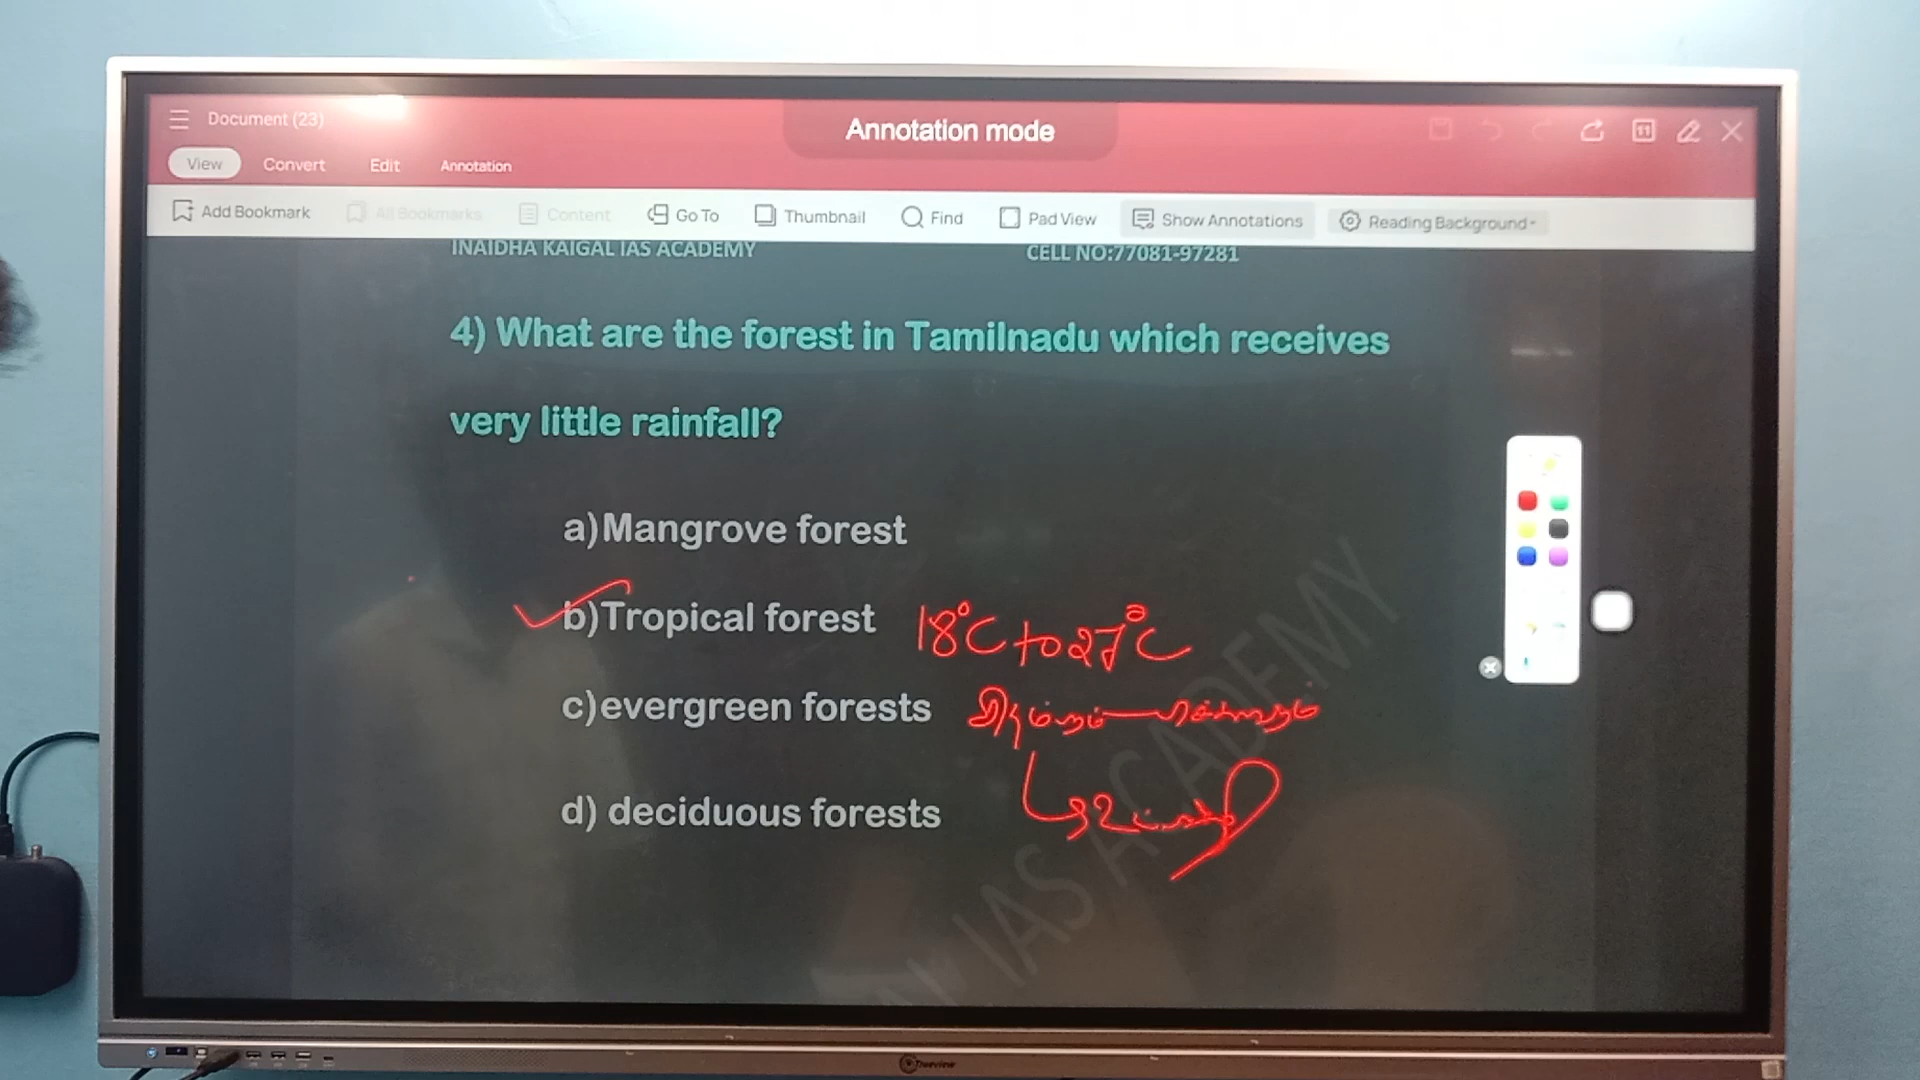 Document (23)
Annotation mode
View Convert Edit Annotation
Add Bookmark All Bookmarks Content Go To Thumbnail Find Pad View Show Annotations Reading Background
INAIDHA KAIGAL IAS ACADEMY CELL NO:77081-97281
4) What are the forest in Tamilnadu which receives
very little rainfall?
a)Mangrove forest
b)Tropical forest 18°C to 27°C
c)evergreen forests
d) deciduous forests
IAS ACADEMY